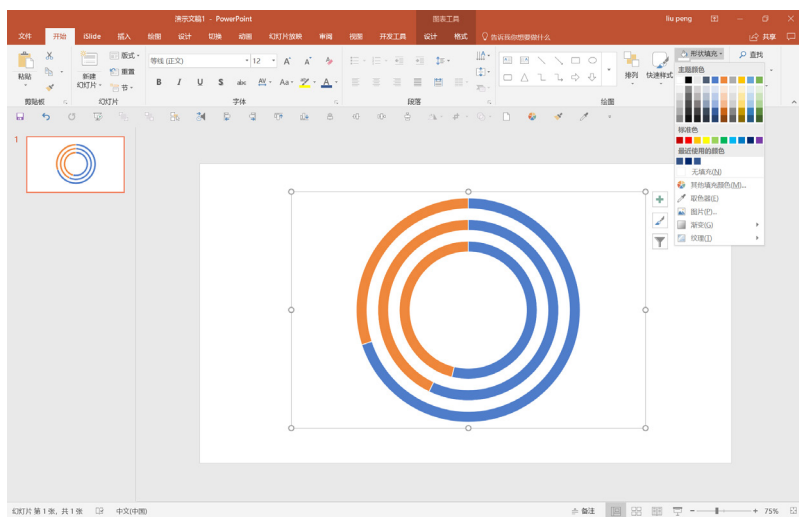 演示文稿1 - PowerPoint
图表工具
liu peng
文件 开始 iSlide 插入 绘图 设计 切换 动画 幻灯片放映 审阅 视图 开发工具 设计 格式 告诉我你想要做什么 共享
粘贴
新建
幻灯片
版式
重置
节
等线 (正文) 12
B I U S abc AV Aa A
排列 快速样式
形状填充 查找
剪贴板 幻灯片 字体 段落 绘图
主题颜色
标准色
最近使用的颜色
无填充(N)
其他填充颜色(M)...
取色器(E)
图片(P)...
渐变(G)
纹理(T)
1
幻灯片 第 1 张，共 1 张 中文(中国) 备注 75%